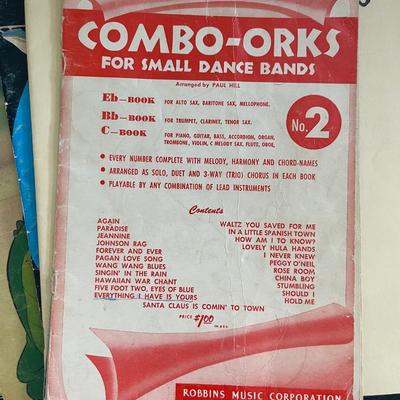 COMBO-ORKS
FOR SMALL DANCE BANDS
Arranged by PAUL HILL
Eb-BOOK FOR ALTO SAX, BARITONE SAX, MELLOPHONE.
Bb-BOOK FOR TRUMPET, CLARINET, TENOR SAX.
C-BOOK FOR PIANO, GUITAR, BASS, ACCORDION, ORGAN,
TROMBONE, VIOLIN, C MELODY SAX, FLUTE, OBOE,
No. 2
• EVERY NUMBER COMPLETE WITH MELODY, HARMONY AND CHORD-NAMES
• ARRANGED AS SOLO, DUET AND 3-WAY (TRIO) CHORUS IN EACH BOOK
• PLAYABLE BY ANY COMBINATION OF LEAD INSTRUMENTS
Contents
AGAIN
PARADISE
JEANNINE
JOHNSON RAG
FOREVER AND EVER
PAGAN LOVE SONG
WANG WANG BLUES
SINGIN' IN THE RAIN
HAWAIIAN WAR CHANT
FIVE FOOT TWO, EYES OF BLUE
EVERYTHING I HAVE IS YOURS
WALTZ YOU SAVED FOR ME
IN A LITTLE SPANISH TOWN
HOW AM I TO KNOW?
LOVELY HULA HANDS
I NEVER KNEW
PEGGY O'NEIL
ROSE ROOM
CHINA BOY
STUMBLING
SHOULD I
HOLD ME
SANTA CLAUS IS COMIN' TO TOWN
PRICE $1.00
ROBBINS MUSIC CORPORATION